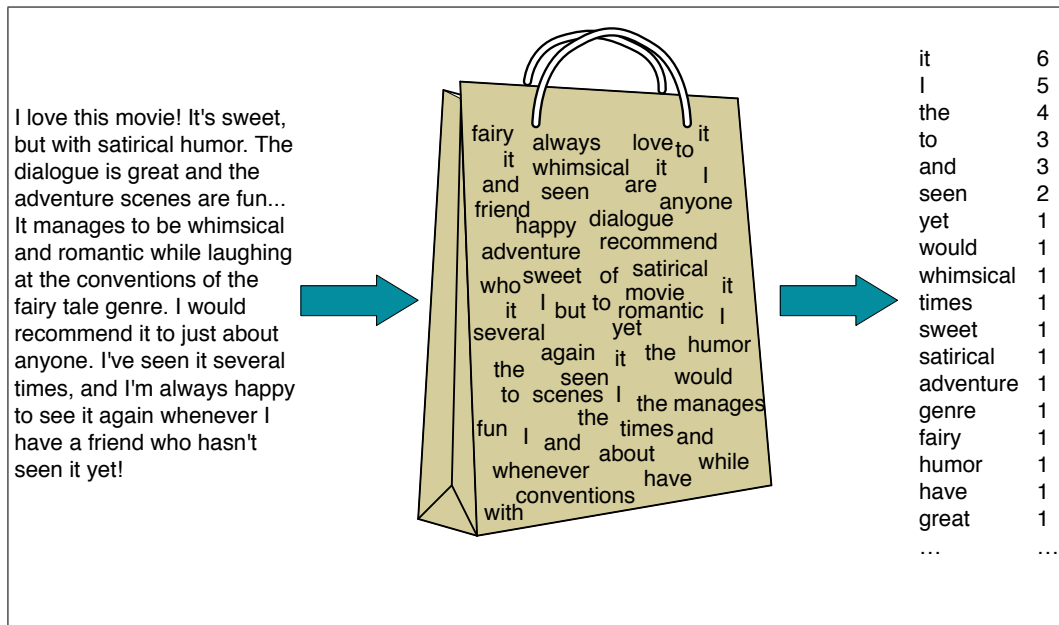 I love this movie! It's sweet,
but with satirical humor. The
dialogue is great and the
adventure scenes are fun...
It manages to be whimsical
and romantic while laughing
at the conventions of the
fairy tale genre. I would
recommend it to just about
anyone. I've seen it several
times, and I'm always happy
to see it again whenever I
have a friend who hasn't
seen it yet!
fairy always love to it
it whimsical it I
and seen are anyone
friend happy dialogue
adventure recommend
who sweet of satirical
it I but to movie it
romantic I
several yet
again it the humor
the seen would
to scenes I the manages
the times
fun I and and
about
whenever have while
conventions
with
it 6
I 5
the 4
to 3
and 3
seen 2
yet 1
would 1
whimsical 1
times 1
sweet 1
satirical 1
adventure 1
genre 1
fairy 1
humor 1
have 1
great 1
… …